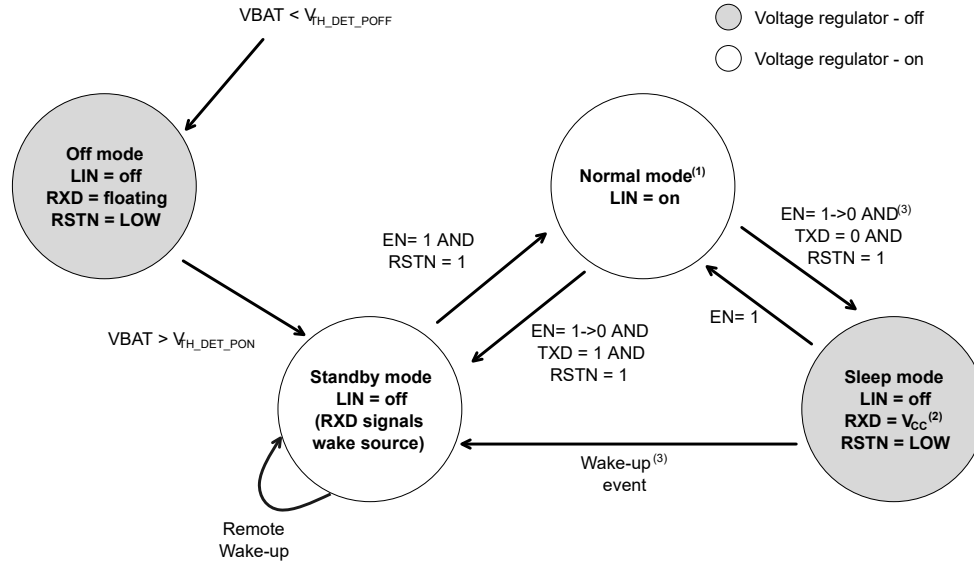 VBAT < VTH_DET_POFF
Voltage regulator - off
Voltage regulator - on
Off mode
LIN = off
RXD = floating
RSTN = LOW
Normal mode(1)
LIN = on
EN= 1 AND
RSTN = 1
EN= 1->0 AND(3)
TXD = 0 AND
RSTN = 1
EN= 1
VBAT > VTH_DET_PON
EN= 1->0 AND
TXD = 1 AND
RSTN = 1
Standby mode
LIN = off
(RXD signals
wake source)
Sleep mode
LIN = off
RXD = VCC(2)
RSTN = LOW
Wake-up(3)
event
Remote
Wake-up